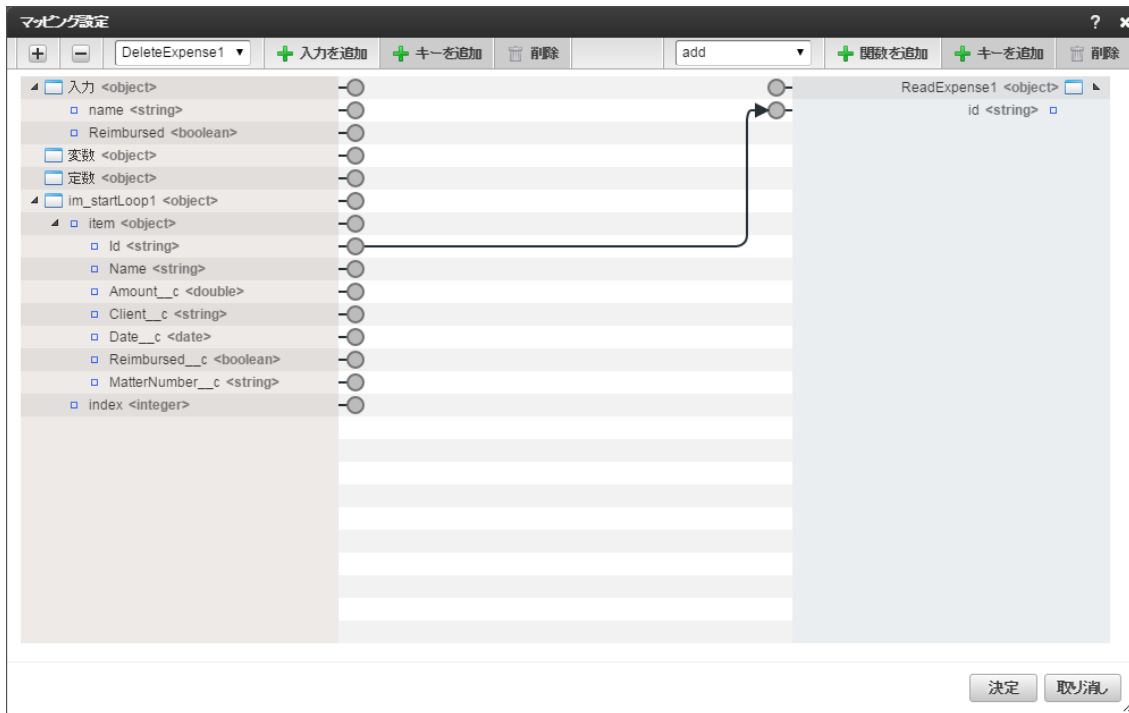 マッピング設定
? ×
DeleteExpense1 入力を追加 キーを追加 削除 add 関数を追加 キーを追加 削除
入力 <object> ReadExpense1 <object>
name <string> id <string>
Reimbursed <boolean>
変数 <object>
定数 <object>
im_startLoop1 <object>
item <object>
Id <string>
Name <string>
Amount__c <double>
Client__c <string>
Date__c <date>
Reimbursed__c <boolean>
MatterNumber__c <string>
index <integer>
決定 取り消し